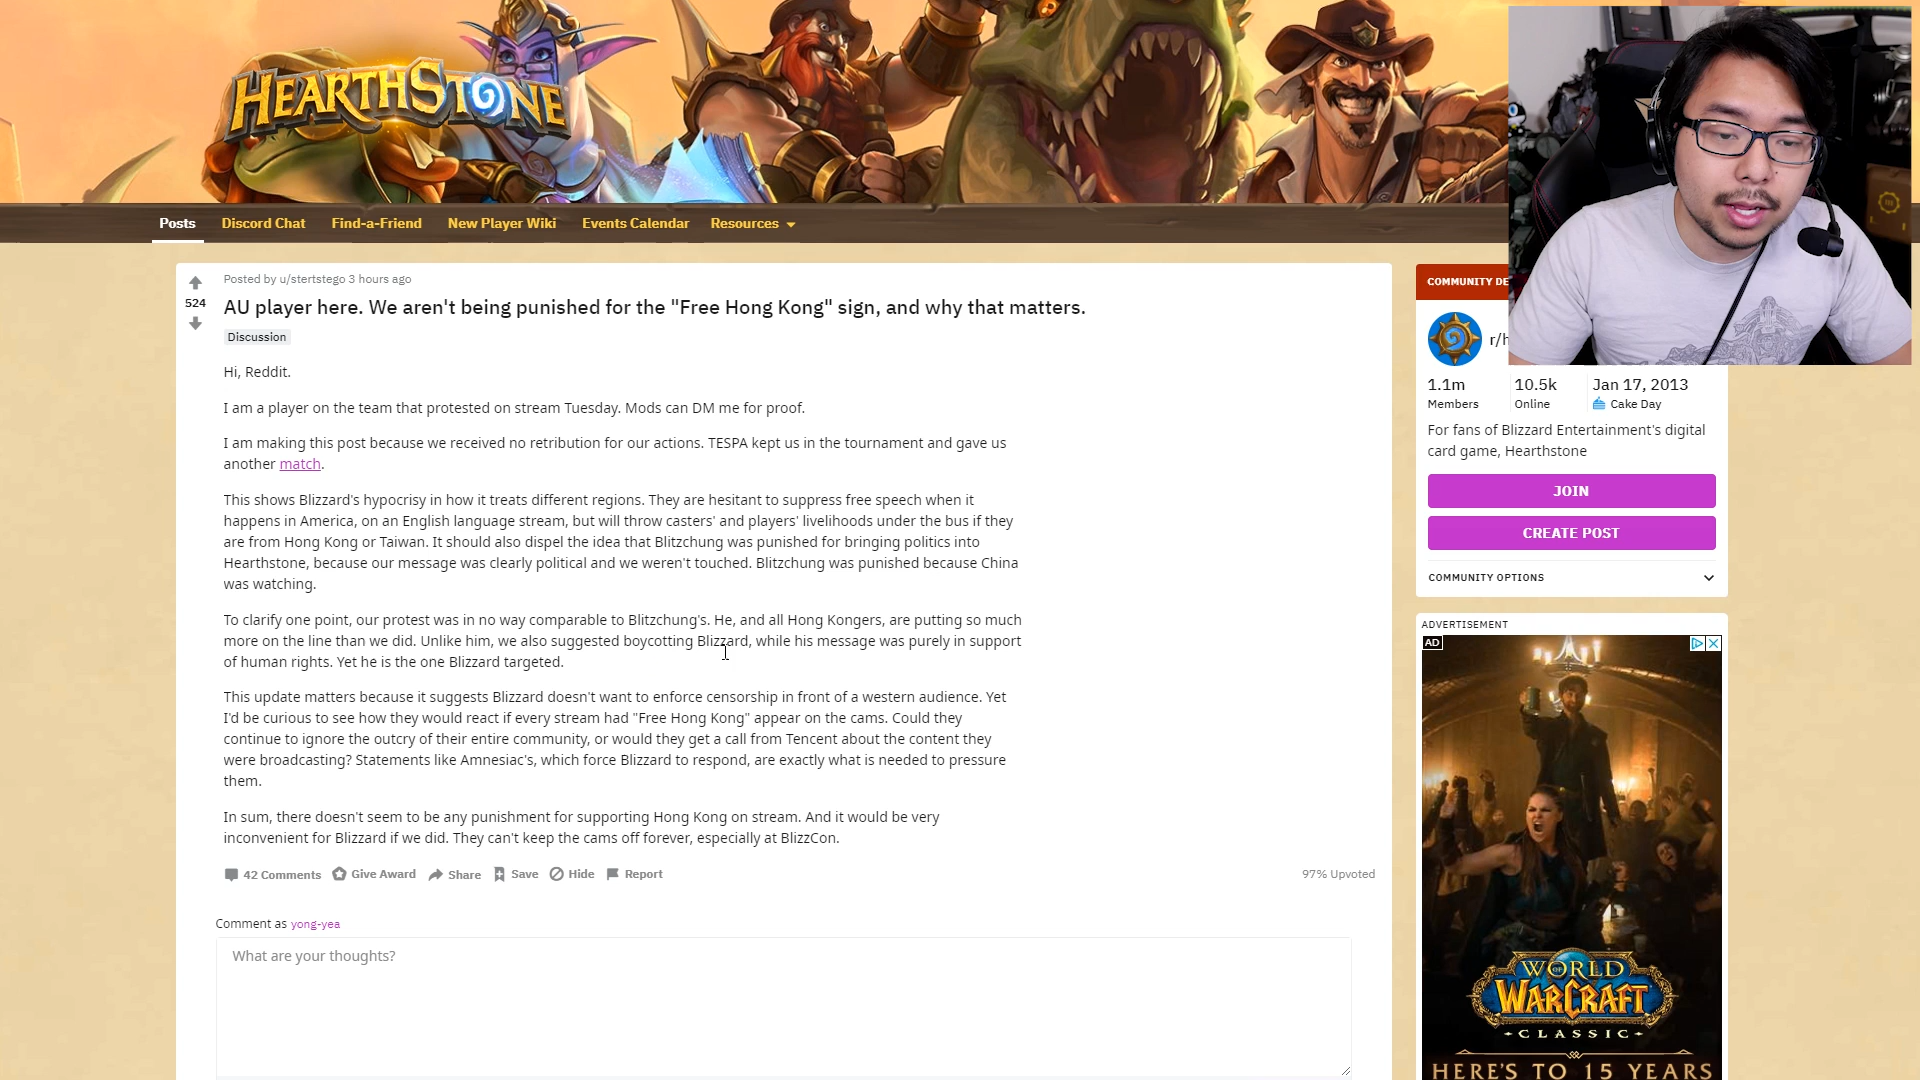 HEARTHSTONE
Posts
Discord Chat
Find-a-Friend
New Player Wiki
Events Calendar
Resources
524
Posted by u/stertstego 3 hours ago
AU player here. We aren't being punished for the "Free Hong Kong" sign, and why that matters.
Discussion
Hi, Reddit.
I am a player on the team that protested on stream Tuesday. Mods can DM me for proof.
I am making this post because we received no retribution for our actions. TESPA kept us in the tournament and gave us
another match.
This shows Blizzard's hypocrisy in how it treats different regions. They are hesitant to suppress free speech when it
happens in America, on an English language stream, but will throw casters' and players' livelihoods under the bus if they
are from Hong Kong or Taiwan. It should also dispel the idea that Blitzchung was punished for bringing politics into
Hearthstone, because our message was clearly political and we weren't touched. Blitzchung was punished because China
was watching.
To clarify one point, our protest was in no way comparable to Blitzchung's. He, and all Hong Kongers, are putting so much
more on the line than we did. Unlike him, we also suggested boycotting Blizzard, while his message was purely in support
of human rights. Yet he is the one Blizzard targeted.
This update matters because it suggests Blizzard doesn't want to enforce censorship in front of a western audience. Yet
I'd be curious to see how they would react if every stream had "Free Hong Kong" appear on the cams. Could they
continue to ignore the outcry of their entire community, or would they get a call from Tencent about the content they
were broadcasting? Statements like Amnesiac's, which force Blizzard to respond, are exactly what is needed to pressure
them.
In sum, there doesn't seem to be any punishment for supporting Hong Kong on stream. And it would be very
inconvenient for Blizzard if we did. They can't keep the cams off forever, especially at BlizzCon.
42 Comments
Give Award
Share
Save
Hide
Report
97% Upvoted
Comment as yong-yea
What are your thoughts?
COMMUNITY DE
r/h
1.1m
Members
10.5k
Online
Jan 17, 2013
Cake Day
For fans of Blizzard Entertainment's digital
card game, Hearthstone
JOIN
CREATE POST
COMMUNITY OPTIONS
ADVERTISEMENT
AD
WORLD
OF
WARCRAFT
CLASSIC
HERE'S TO 15 YEARS